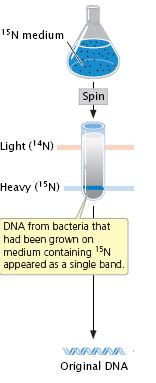 ¹⁵N medium
Spin
Light (¹⁴N)
Heavy (¹⁵N)
DNA from bacteria that
had been grown on
medium containing ¹⁵N
appeared as a single band.
Original DNA